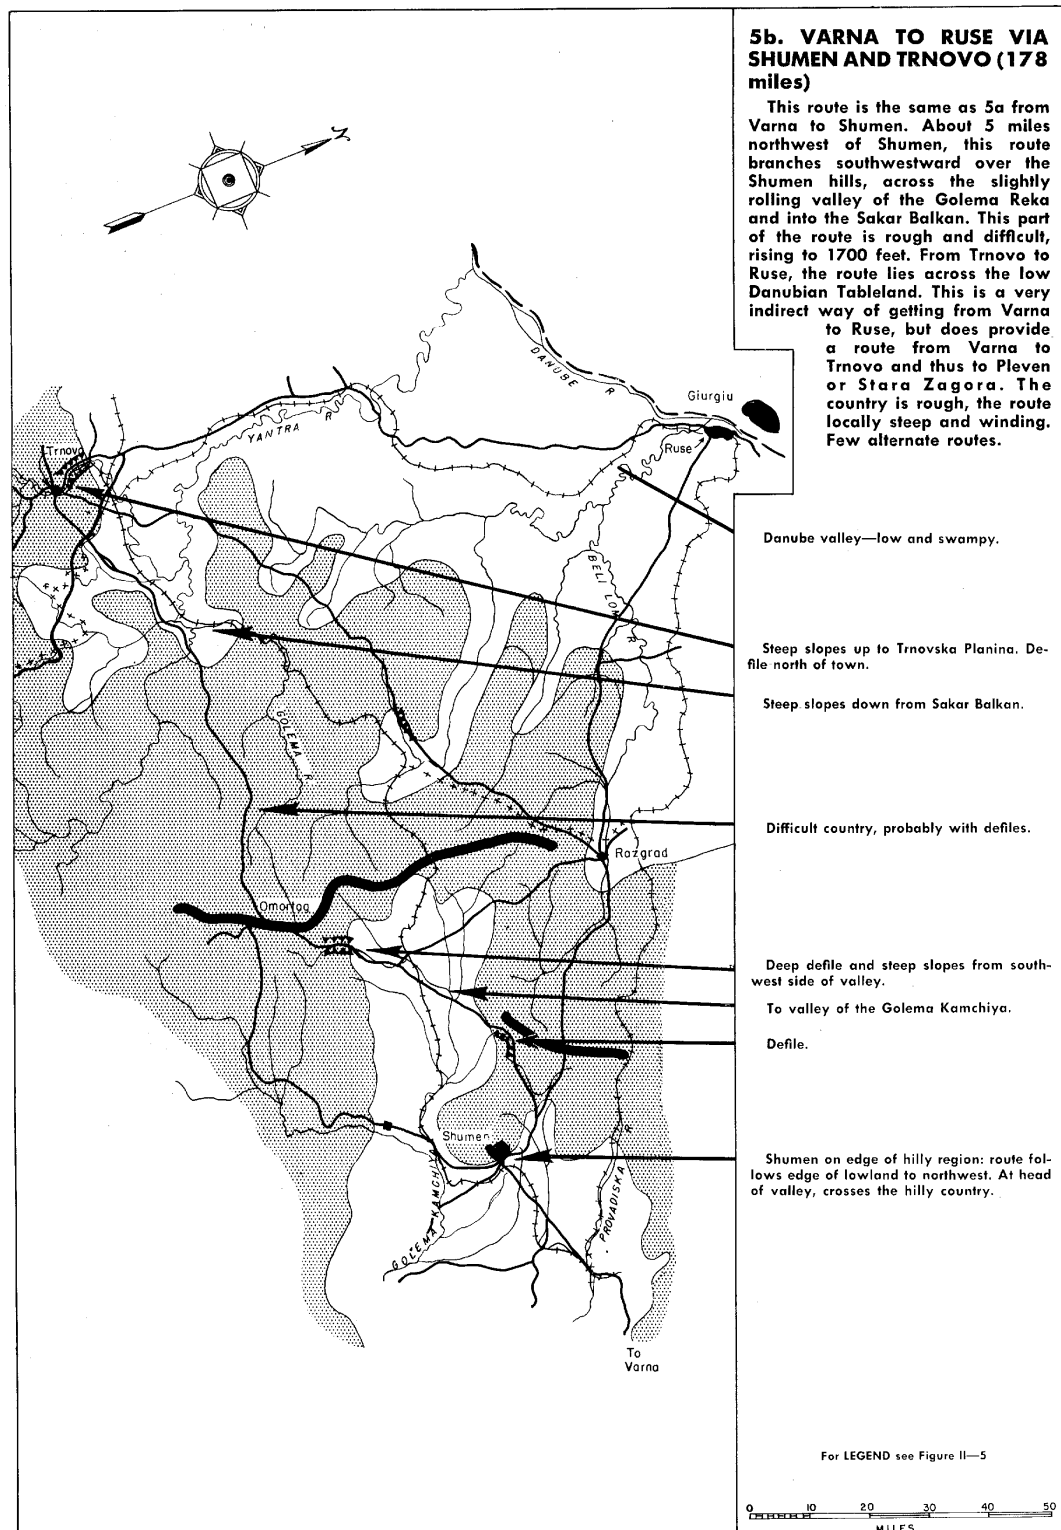 5b. VARNA TO RUSE VIA
SHUMEN AND TRNOVO (178
miles)
This route is the same as 5a from
Varna to Shumen. About 5 miles
northwest of Shumen, this route
branches southwestward over the
Shumen hills, across the slightly
rolling valley of the Golema Reka
and into the Sakar Balkan. This part
of the route is rough and difficult,
rising to 1700 feet. From Trnovo to
Ruse, the route lies across the low
Danubian Tableland. This is a very
indirect way of getting from Varna
to Ruse, but does provide
a route from Varna to
Trnovo and thus to Pleven
or Stara Zagora. The
country is rough, the route
locally steep and winding.
Few alternate routes.
N
C
DANUBE R
Giurgiu
YANTRA R
Trnovo
Ruse
Danube valley—low and swampy.
BELI LOM R
Steep slopes up to Trnovska Planina. De-
file north of town.
Steep slopes down from Sakar Balkan.
GOLEMA R
Difficult country, probably with defiles.
Razgrad
Omortag
Deep defile and steep slopes from south-
west side of valley.
To valley of the Golema Kamchiya.
Defile.
Shumen
Shumen on edge of hilly region: route fol-
lows edge of lowland to northwest. At head
of valley, crosses the hilly country.
GOLEMA KAMCHIYA
PROVADISKA R
To
Varna
For LEGEND see Figure II—5
0 10 20 30 40 50
MILES